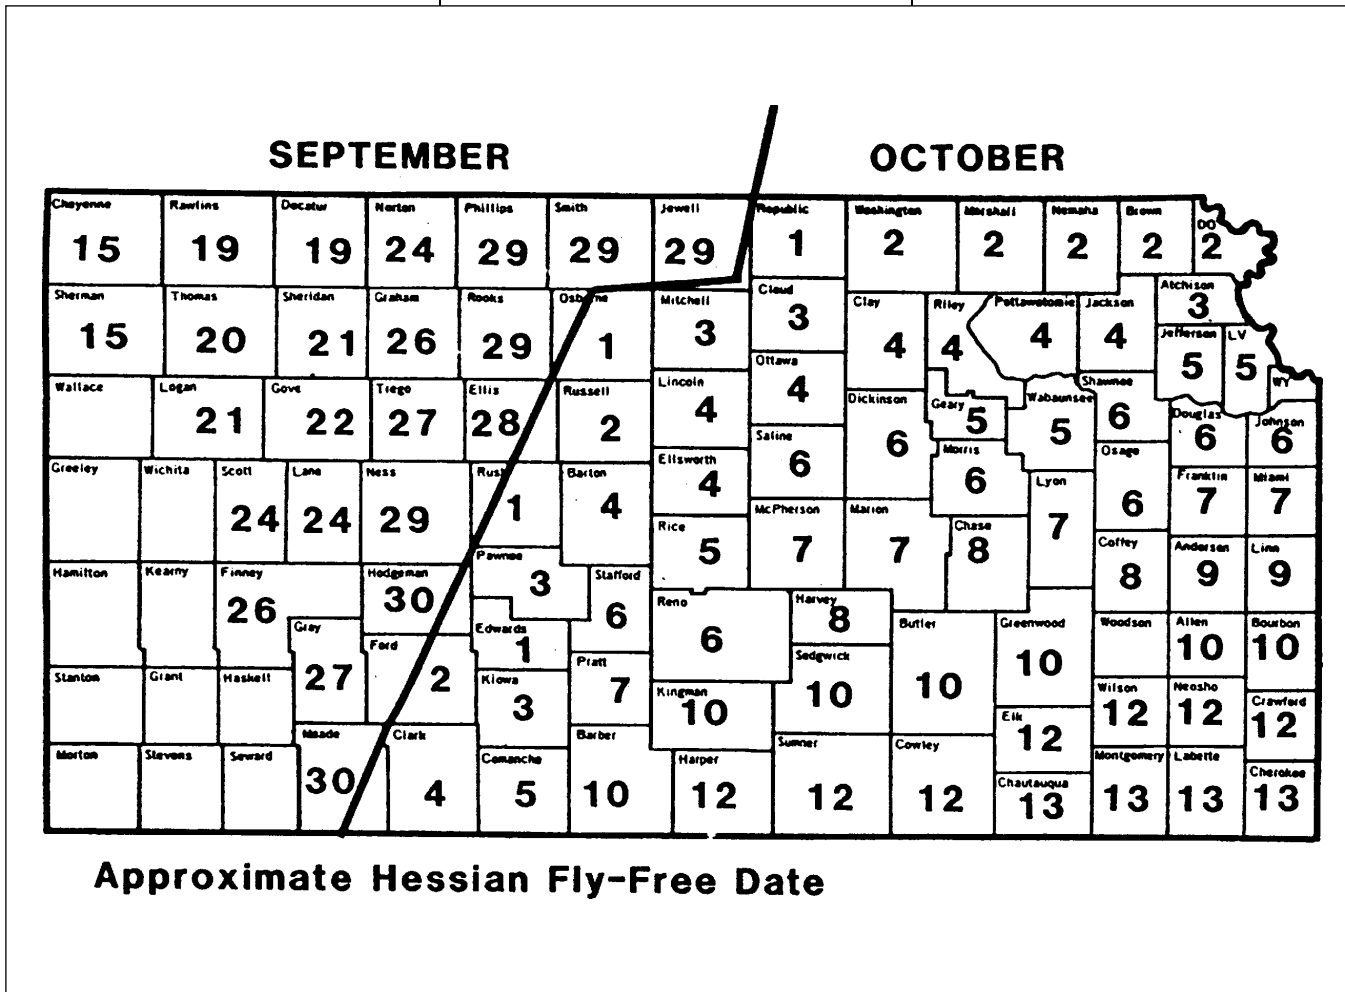 SEPTEMBER
OCTOBER
Cheyenne Rawlins Decatur Norton Phillips Smith Jewell Republic Washington Marshall Nemaha Brown DO
15 19 19 24 29 29 29 1 2 2 2 2 2
Sherman Thomas Sheridan Graham Rooks Osborne Mitchell Cloud Clay Riley Pottawatomie Jackson Atchison
15 20 21 26 29 1 3 3 4 4 4 4 3
Jefferson LV
5 5
Wallace Logan Gove Trego Ellis Russell Lincoln Ottawa Dickinson Geary Wabaunsee Shawnee Douglas WY Johnson
21 22 27 28 2 4 4 6 5 5 6 6 6
Greeley Wichita Scott Lane Ness Rush Barton Ellsworth Saline Morris Osage Franklin Miami
24 24 29 1 4 4 6 6 6 7 7
Rice McPherson Marion Chase Lyon Coffey Anderson Linn
5 7 7 8 7 8 9 9
Hamilton Kearny Finney Hodgeman Pawnee Stafford
26 30 3 6
Gray Ford Edwards Reno Harvey Butler Greenwood Woodson Allen Bourbon
27 2 1 6 8 10 10 10 10
Stanton Grant Haskell Kiowa Pratt Kingman Sedgwick Elk Wilson Neosho Crawford
3 7 10 10 12 12 12 12
Morton Stevens Seward Meade Clark Comanche Barber Harper Sumner Cowley Chautauqua Montgomery Labette Cherokee
30 4 5 10 12 12 12 13 13 13 13
Approximate Hessian Fly-Free Date